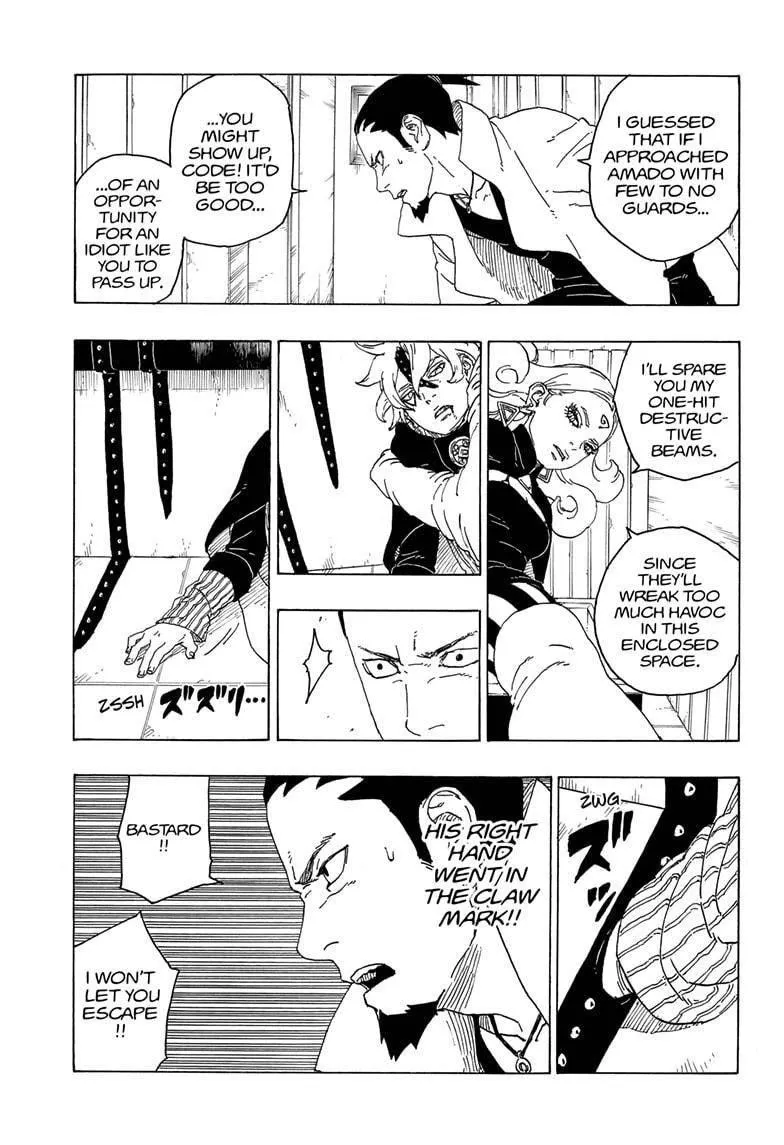 I GUESSED
THAT IF I
APPROACHED
AMADO WITH
FEW TO NO
GUARDS...
...YOU
MIGHT
SHOW UP,
CODE! IT'D
BE TOO
GOOD...
...OF AN
OPPOR-
TUNITY
FOR AN
IDIOT LIKE
YOU TO
PASS UP.
I'LL SPARE
YOU MY
ONE-HIT
DESTRUC-
TIVE
BEAMS.
SINCE
THEY'LL
WREAK TOO
MUCH HAVOC
IN THIS
ENCLOSED
SPACE.
ZSSH
ズズリ…
ZWG
ズッ
HIS RIGHT
HAND
WENT IN
THE CLAW
MARK!!
BASTARD
!!
I WON'T
LET YOU
ESCAPE
!!